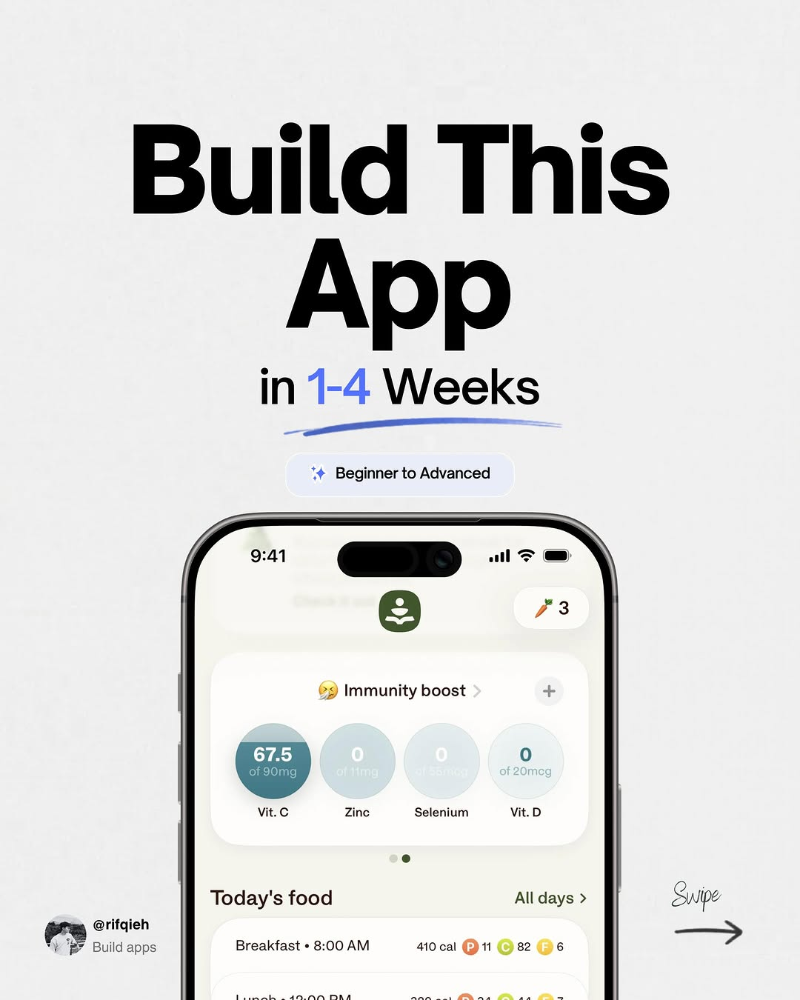 Build This
App
in 1-4 Weeks
Beginner to Advanced
9:41
3
Immunity boost
67.5 0 0 0
of 90mg of 11mg of 55mcg of 20mcg
Vit. C Zinc Selenium Vit. D
Today's food All days
Breakfast • 8:00 AM 410 cal P 11 C 82 F 6
Lunch • 12:00 PM
Swipe
@rifqieh
Build apps